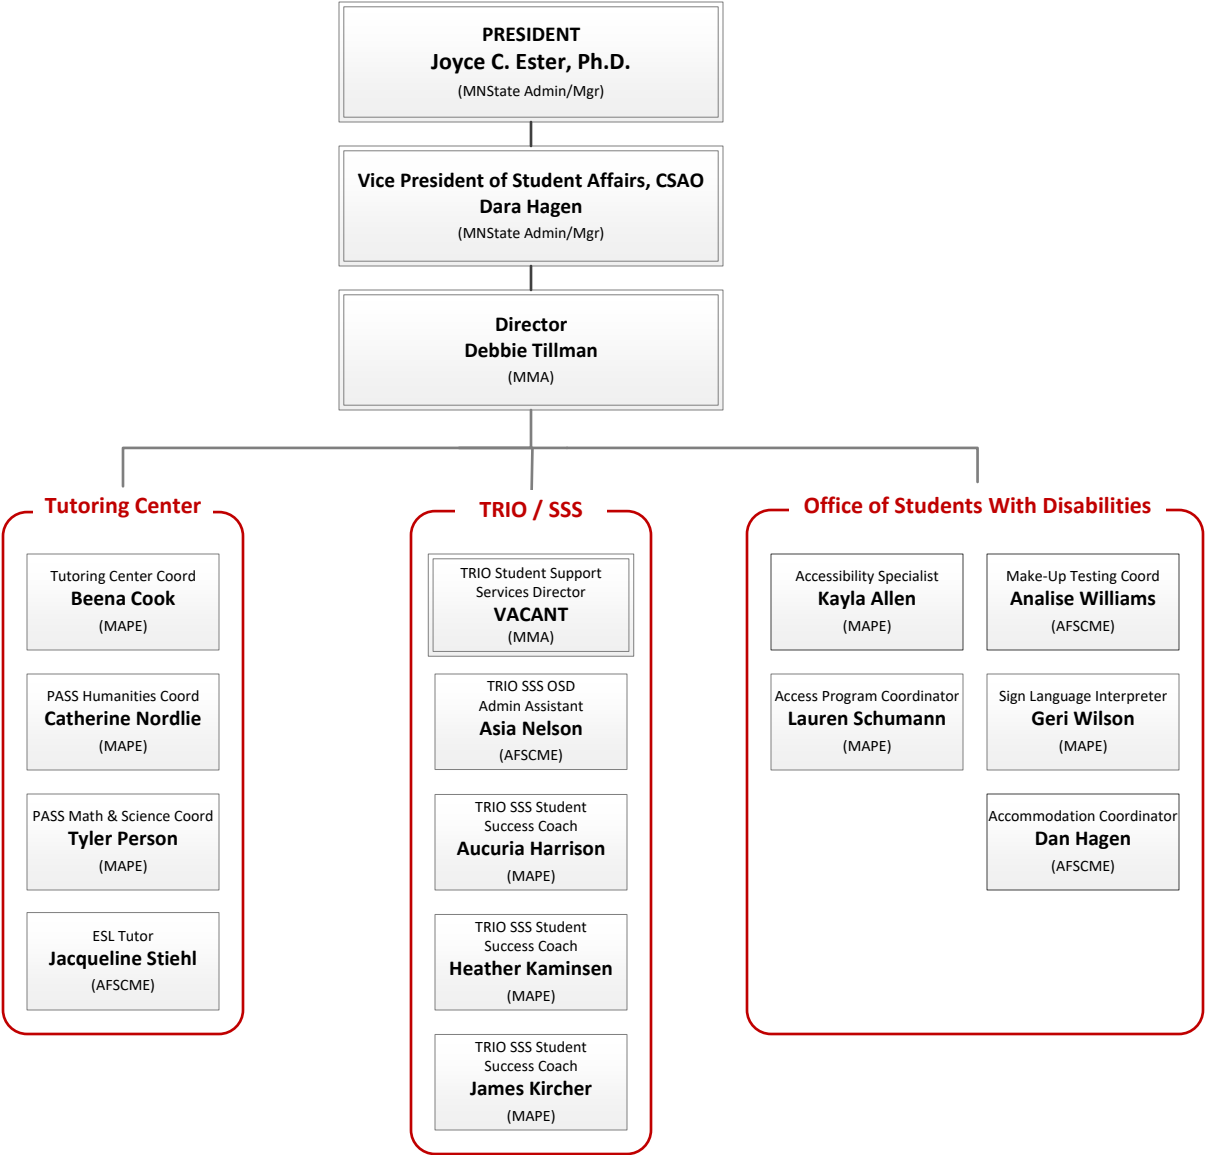 PRESIDENT
Joyce C. Ester, Ph.D.
(MNState Admin/Mgr)
Vice President of Student Affairs, CSAO
Dara Hagen
(MNState Admin/Mgr)
Director
Debbie Tillman
(MMA)
Tutoring Center
Tutoring Center Coord
Beena Cook
(MAPE)
PASS Humanities Coord
Catherine Nordlie
(MAPE)
PASS Math & Science Coord
Tyler Person
(MAPE)
ESL Tutor
Jacqueline Stiehl
(AFSCME)
TRIO / SSS
TRIO Student Support
Services Director
VACANT
(MMA)
TRIO SSS OSD
Admin Assistant
Asia Nelson
(AFSCME)
TRIO SSS Student
Success Coach
Aucuria Harrison
(MAPE)
TRIO SSS Student
Success Coach
Heather Kaminsen
(MAPE)
TRIO SSS Student
Success Coach
James Kircher
(MAPE)
Office of Students With Disabilities
Accessibility Specialist
Kayla Allen
(MAPE)
Access Program Coordinator
Lauren Schumann
(MAPE)
Make-Up Testing Coord
Analise Williams
(AFSCME)
Sign Language Interpreter
Geri Wilson
(MAPE)
Accommodation Coordinator
Dan Hagen
(AFSCME)